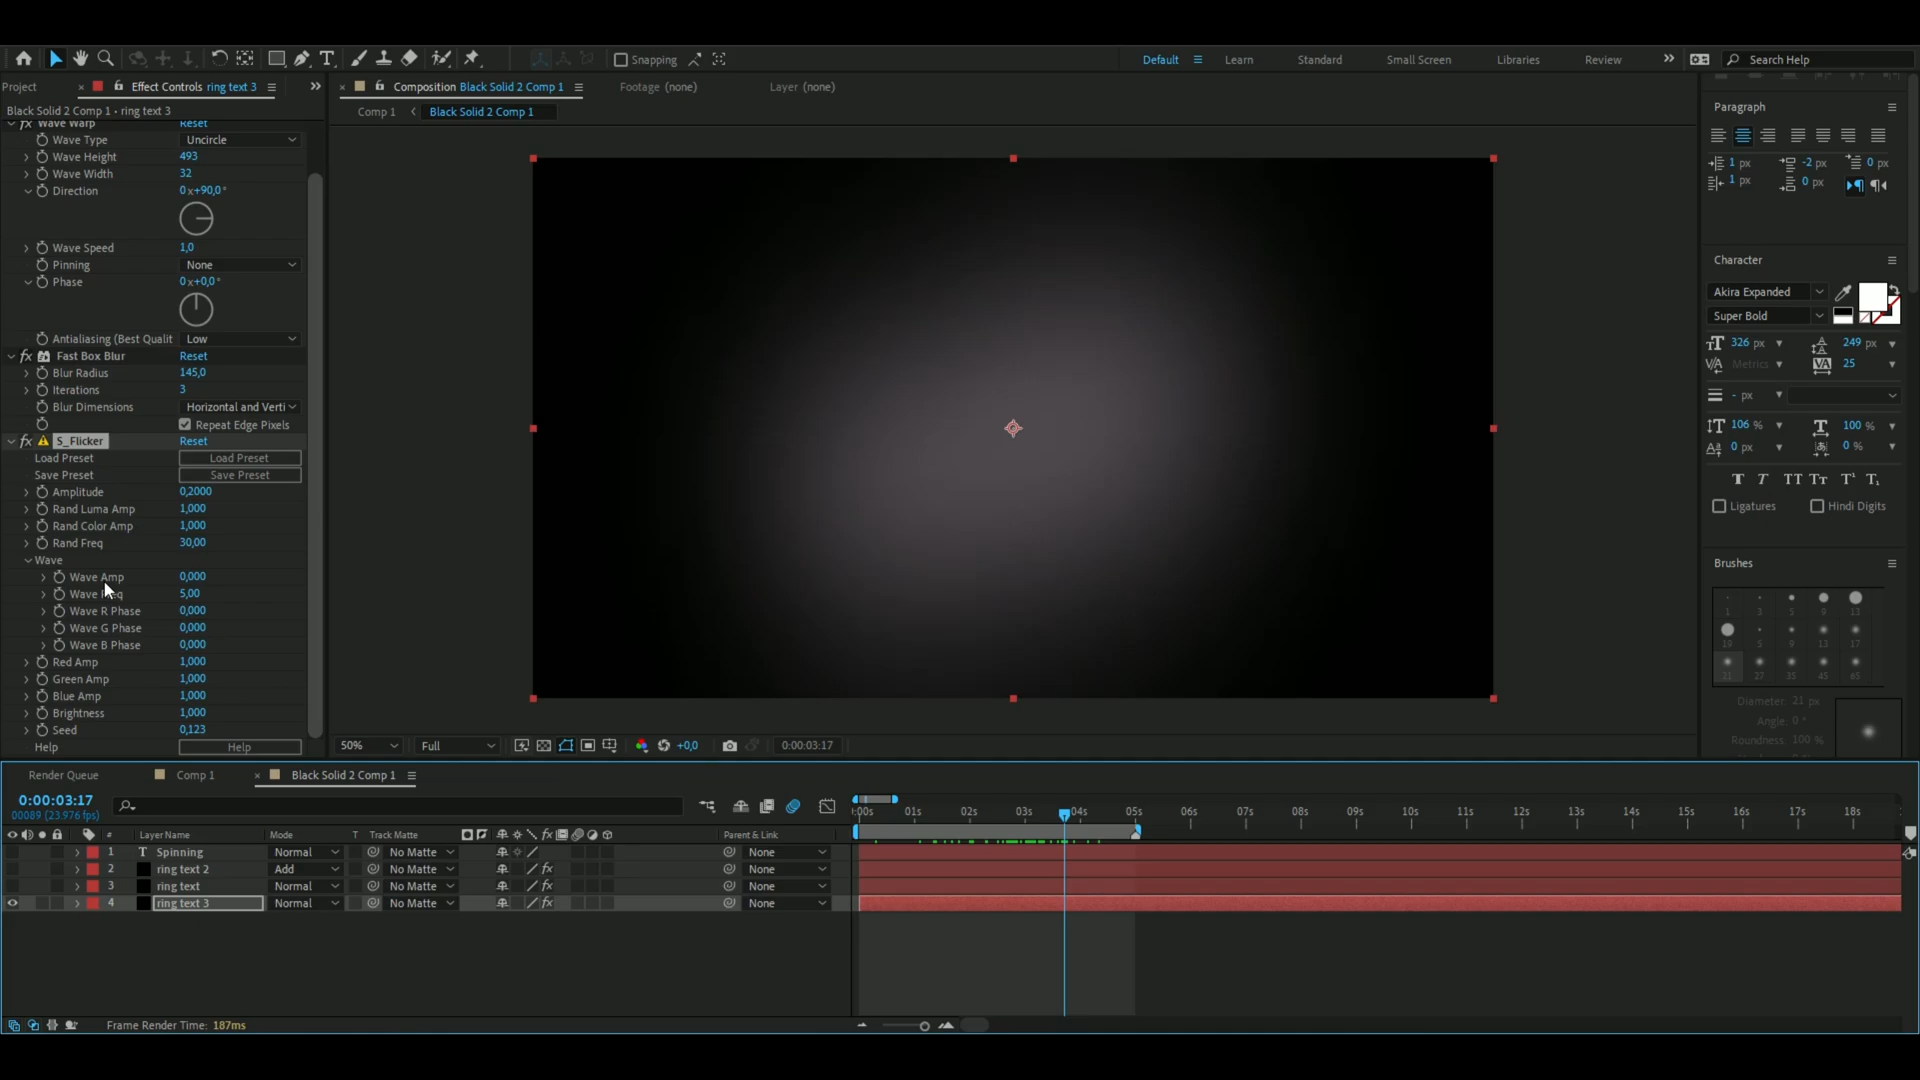 Snapping
Default
Learn
Standard
Small Screen
Libraries
Review
Search Help
Project
Effect Controls ring text 3
Composition Black Solid 2 Comp 1
Footage (none)
Layer (none)
Black Solid 2 Comp 1 • ring text 3
Comp 1
Black Solid 2 Comp 1
Wave Warp Reset
Wave Type Uncircle
Wave Height 493
Wave Width 32
Direction 0x+90,0°
Wave Speed 1,0
Pinning None
Phase 0x+0,0°
Antialiasing (Best Qualit Low
fx Fast Box Blur Reset
Blur Radius 145,0
Iterations 3
Blur Dimensions Horizontal and Verti
Repeat Edge Pixels
fx S_Flicker Reset
Load Preset Load Preset
Save Preset Save Preset
Amplitude 0,2000
Rand Luma Amp 1,000
Rand Color Amp 1,000
Rand Freq 30,00
Wave
Wave Amp 0,000
Wave 5,00
Wave R Phase 0,000
Wave G Phase 0,000
Wave B Phase 0,000
Red Amp 1,000
Green Amp 1,000
Blue Amp 1,000
Brightness 1,000
Seed 0,123
Help Help
50% Full +0,0 0:00:03:17
Paragraph
1 px -2 px 0 px
1 px 0 px
Character
Akira Expanded
Super Bold
326 px 249 px
Metrics 25
- px
106 % 100 %
0 px 0 %
Ligatures Hindi Digits
Brushes
1 3 5 9 13
19 5 9 13 17
21 27 35 45 65
Diameter: 21 px
Angle: 0°
Roundness: 100 %
Render Queue
Comp 1
Black Solid 2 Comp 1
0:00:03:17
00089 (23.976 fps)
# Layer Name Mode T Track Matte Parent & Link
:00s 01s 02s 03s 04s 05s 06s 07s 08s 09s 10s 11s 12s 13s 14s 15s 16s 17s 18s
1 T Spinning Normal No Matte None
2 ring text 2 Add No Matte None
3 ring text Normal No Matte None
4 ring text 3 Normal No Matte None
Frame Render Time: 187ms